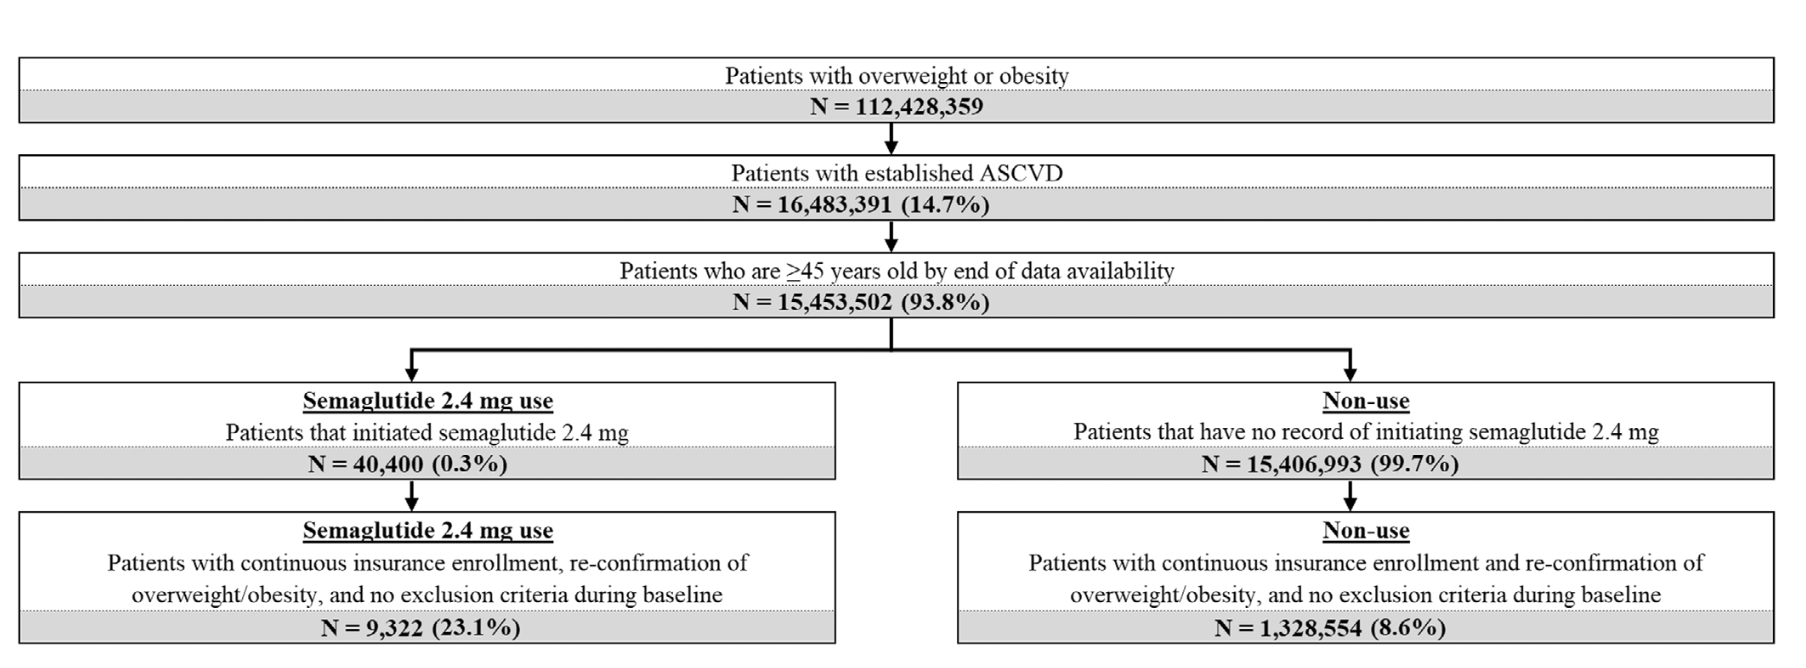 Patients with overweight or obesity
N = 112,428,359
Patients with established ASCVD
N = 16,483,391 (14.7%)
Patients who are ≥45 years old by end of data availability
N = 15,453,502 (93.8%)
Semaglutide 2.4 mg use
Patients that initiated semaglutide 2.4 mg
N = 40,400 (0.3%)
Non-use
Patients that have no record of initiating semaglutide 2.4 mg
N = 15,406,993 (99.7%)
Semaglutide 2.4 mg use
Patients with continuous insurance enrollment, re-confirmation of
overweight/obesity, and no exclusion criteria during baseline
N = 9,322 (23.1%)
Non-use
Patients with continuous insurance enrollment and re-confirmation of
overweight/obesity, and no exclusion criteria during baseline
N = 1,328,554 (8.6%)